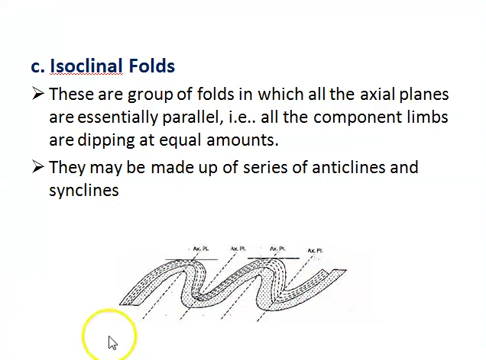 c. Isoclinal Folds
➢ These are group of folds in which all the axial planes
are essentially parallel, i.e.. all the component limbs
are dipping at equal amounts.
➢ They may be made up of series of anticlines and
synclines
Ax. Pl. Ax. Pl. Ax. Pl. Ax. Pl.